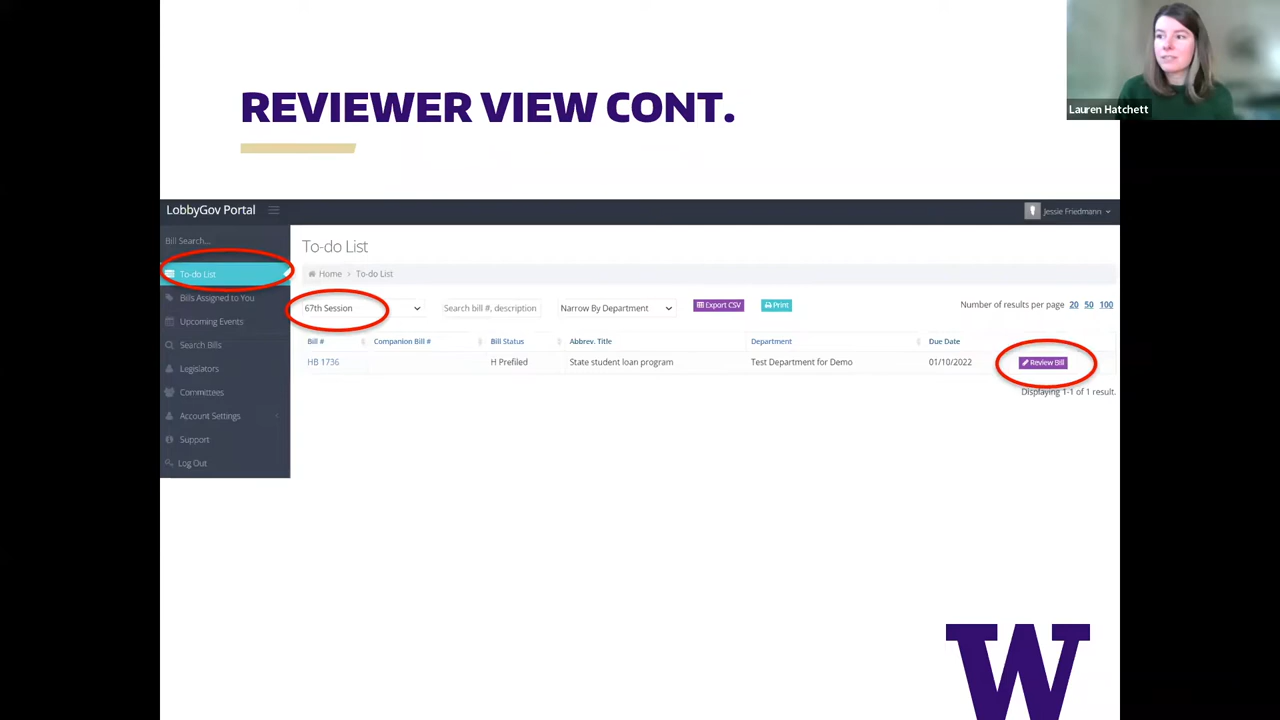 Lauren Hatchett
REVIEWER VIEW CONT.
LobbyGov Portal
Jessie Friedmann
Bill Search...
To-do List
Bills Assigned to You
Upcoming Events
Search Bills
Legislators
Committees
Account Settings
Support
Log Out
To-do List
Home > To-do List
67th Session Search bill #, description Narrow By Department Export CSV Print Number of results per page 20 50 100
Bill # Companion Bill # Bill Status Abbrev. Title Department Due Date
HB 1736 H Prefiled State student loan program Test Department for Demo 01/10/2022 Review Bill
Displaying 1-1 of 1 result.
W